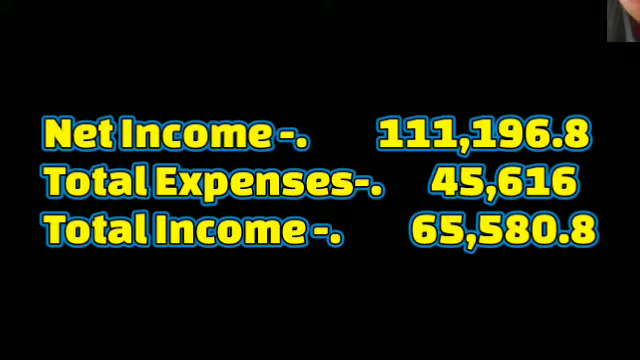 Net Income -. 111,196.8
Total Expenses-. 45,616
Total Income -. 65,580.8